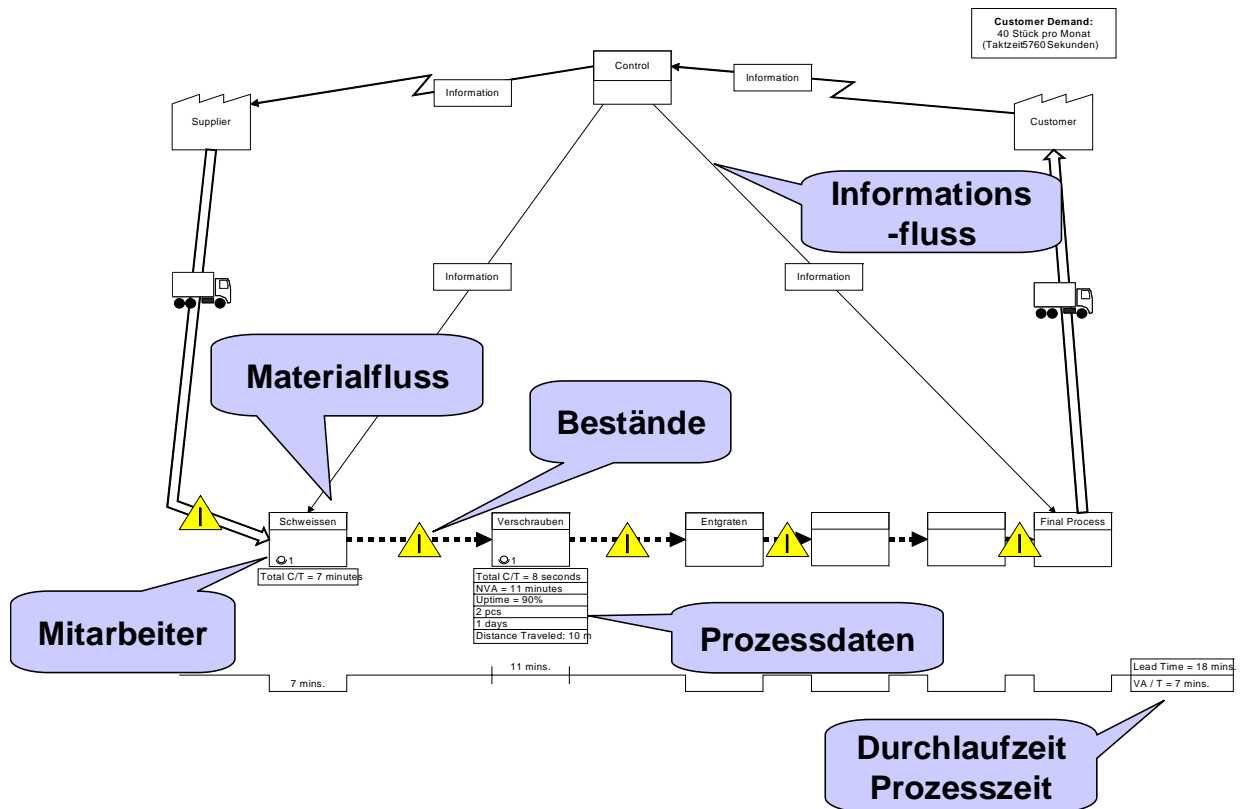 Customer Demand:
40 Stück pro Monat
(Taktzeit5760 Sekunden)
Control
Information
Information
Supplier
Customer
Informations
-fluss
Information
Information
Materialfluss
Bestände
Schweissen
Verschrauben
Entgraten
Final Process
I
I
I
I
I
1
1
Total C/T = 7 minutes
Total C/T = 8 seconds
NVA = 11 minutes
Uptime = 90%
2 pcs
1 days
Distance Traveled: 10 m
Mitarbeiter
Prozessdaten
7 mins.
11 mins.
Lead Time = 18 mins.
VA / T = 7 mins.
Durchlaufzeit
Prozesszeit